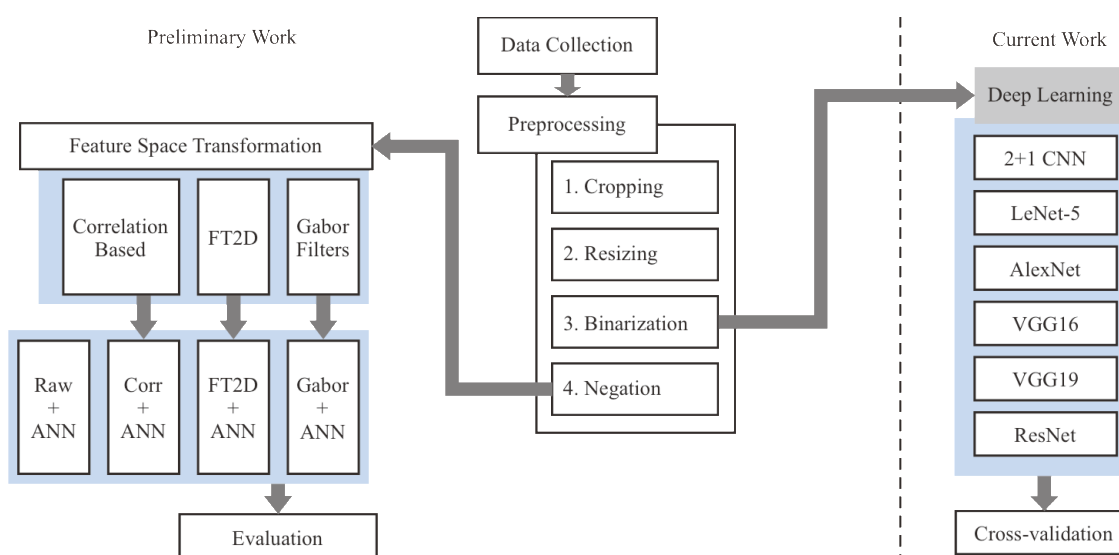 Preliminary Work
Data Collection
Current Work
Preprocessing
Deep Learning
Feature Space Transformation
1. Cropping
2. Resizing
3. Binarization
4. Negation
Correlation
Based
FT2D
Gabor
Filters
Raw
+
ANN
Corr
+
ANN
FT2D
+
ANN
Gabor
+
ANN
Evaluation
2+1 CNN
LeNet-5
AlexNet
VGG16
VGG19
ResNet
Cross-validation